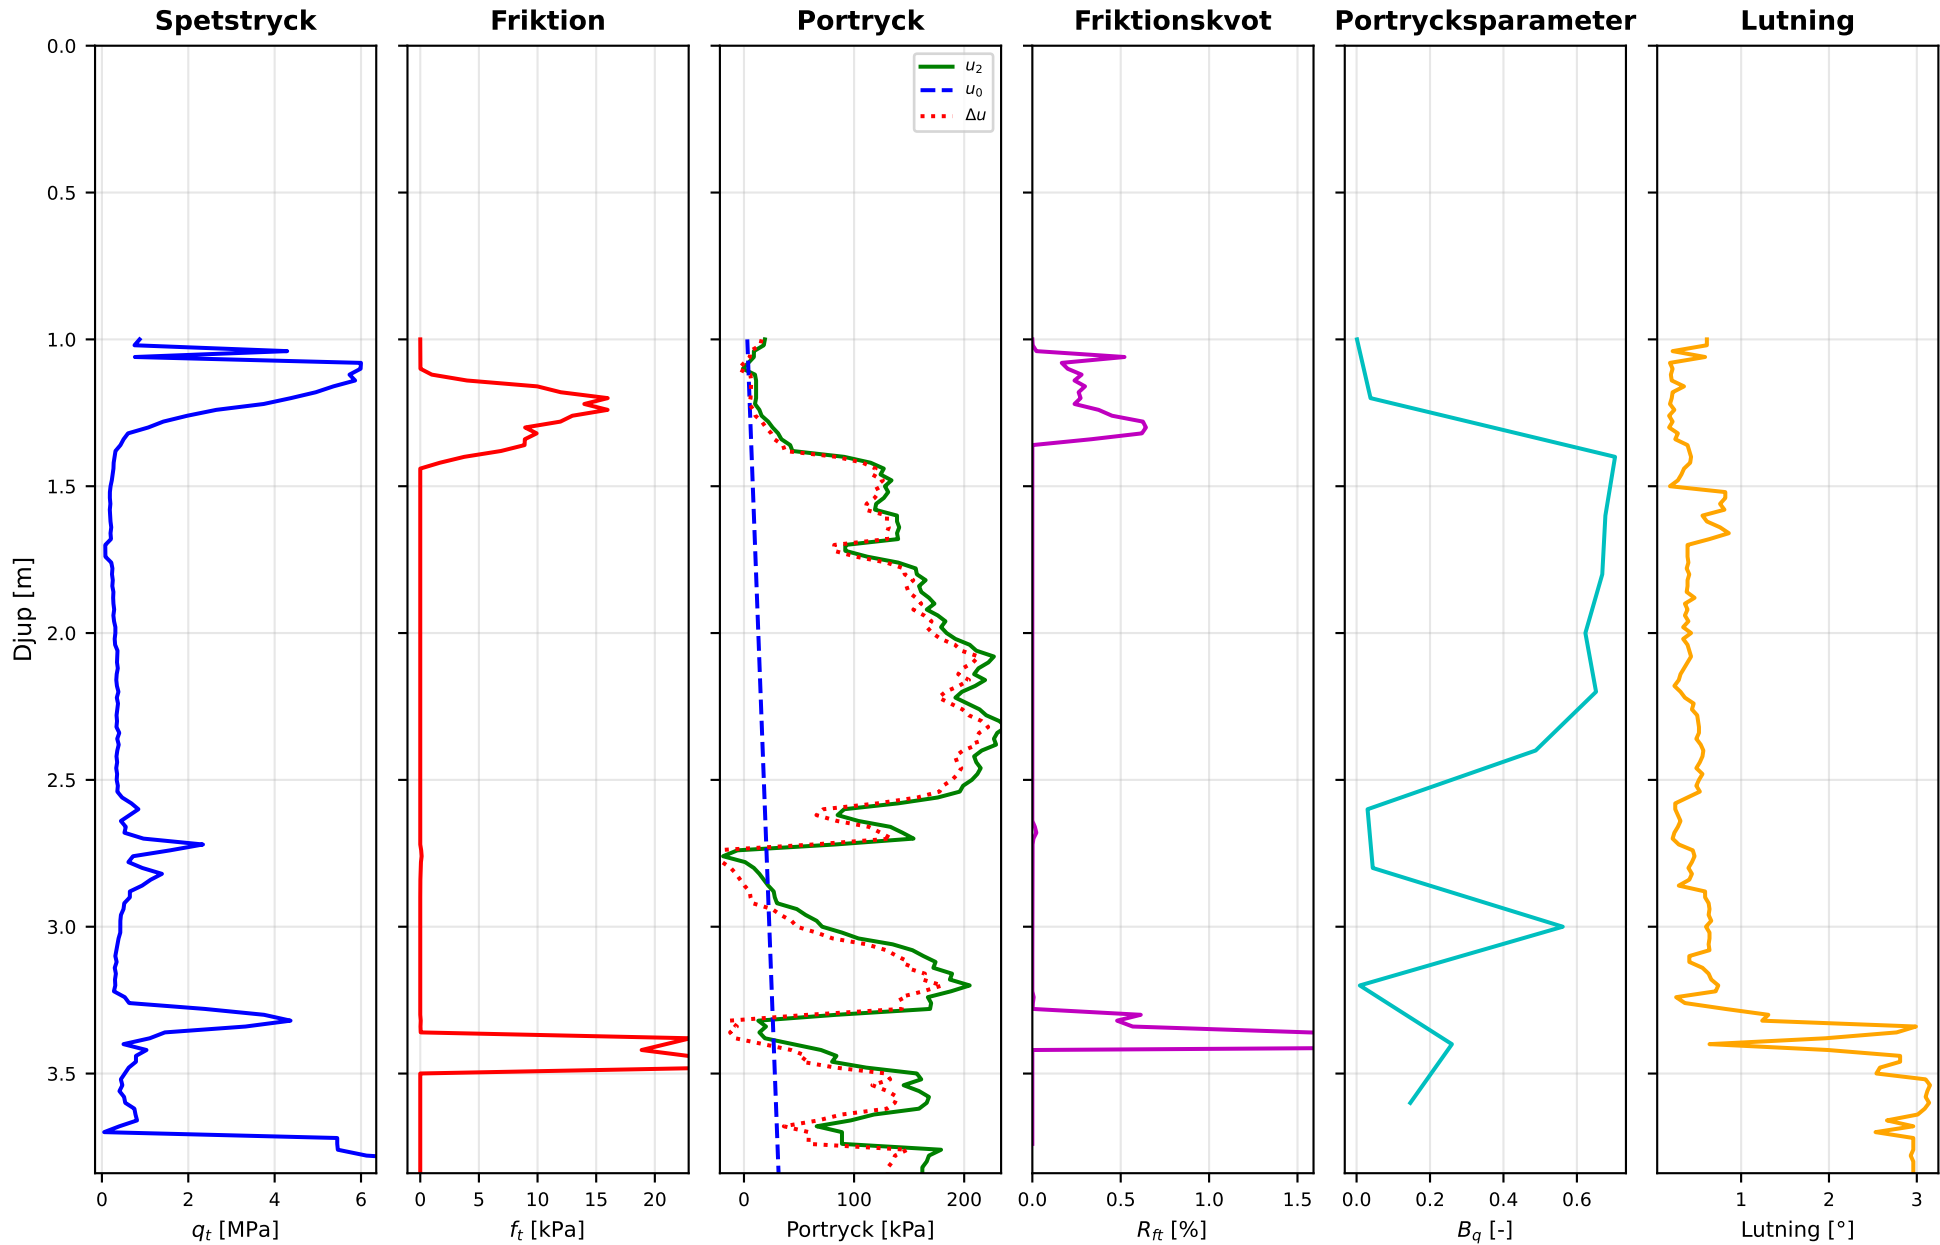 Spetstryck Friktion Portryck Friktionskvot Portrycksparameter Lutning
u2
u0
Δu
0.0
0.5
1.0
1.5
2.0
2.5
3.0
3.5
Djup [m]
0 2 4 6 0 5 10 15 20 0 100 200 0.0 0.5 1.0 1.5 0.0 0.2 0.4 0.6 1 2 3
qt [MPa] ft [kPa] Portryck [kPa] Rft [%] Bq [-] Lutning [°]